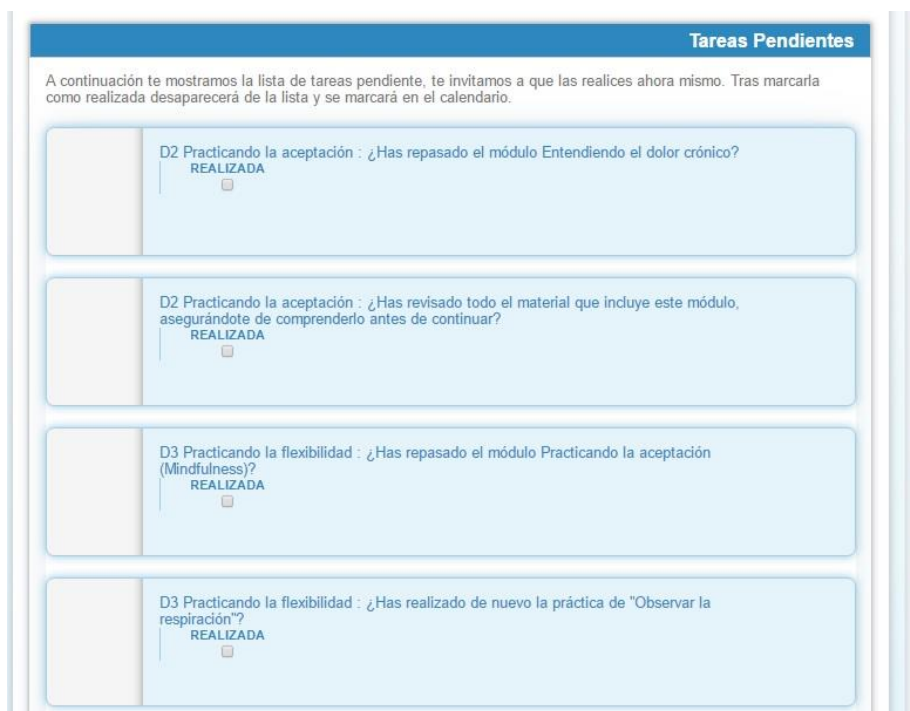 Tareas Pendientes
A continuación te mostramos la lista de tareas pendiente, te invitamos a que las realices ahora mismo. Tras marcarla
como realizada desaparecerá de la lista y se marcará en el calendario.
D2 Practicando la aceptación : ¿Has repasado el módulo Entendiendo el dolor crónico?
REALIZADA
D2 Practicando la aceptación : ¿Has revisado todo el material que incluye este módulo,
asegurándote de comprenderlo antes de continuar?
REALIZADA
D3 Practicando la flexibilidad : ¿Has repasado el módulo Practicando la aceptación
(Mindfulness)?
REALIZADA
D3 Practicando la flexibilidad : ¿Has realizado de nuevo la práctica de "Observar la
respiración"?
REALIZADA